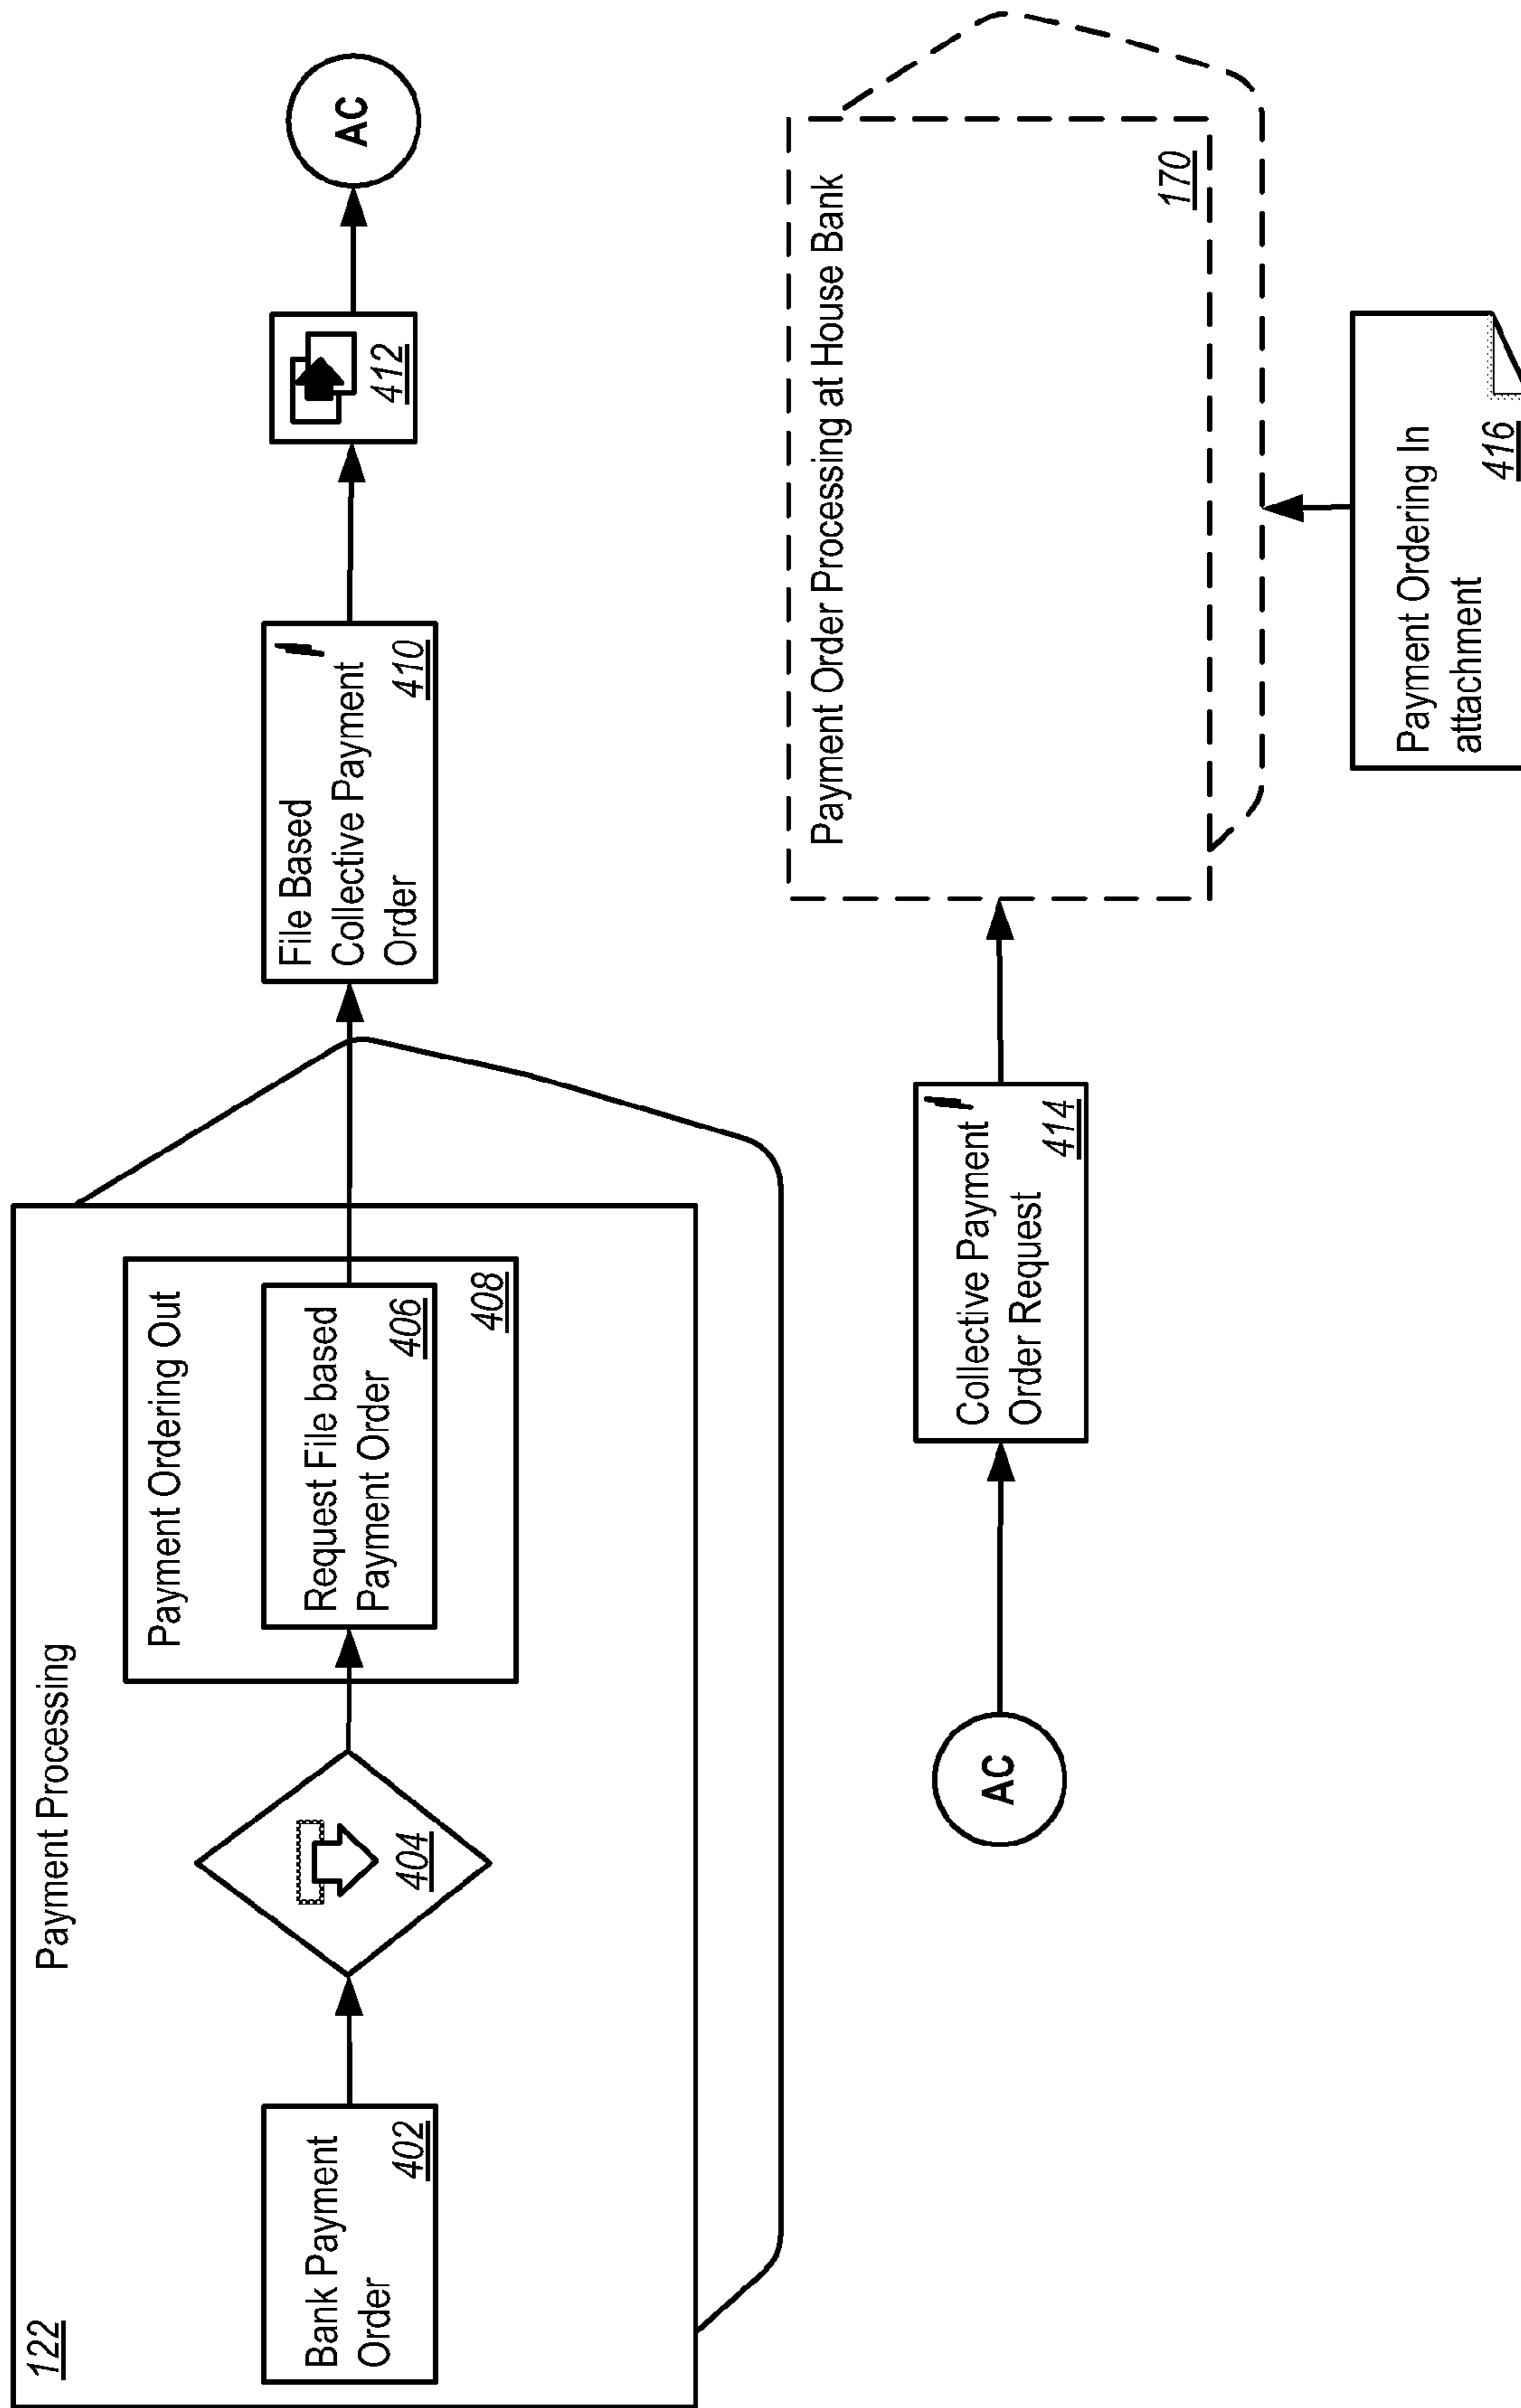 122
Payment Processing
Bank Payment
Order
402
404
Payment Ordering Out
Request File based
Payment Order
406
408
File Based
Collective Payment
Order
410
412
AC
AC
Collective Payment
Order Request
414
Payment Order Processing at House Bank
170
Payment Ordering In
attachment
416